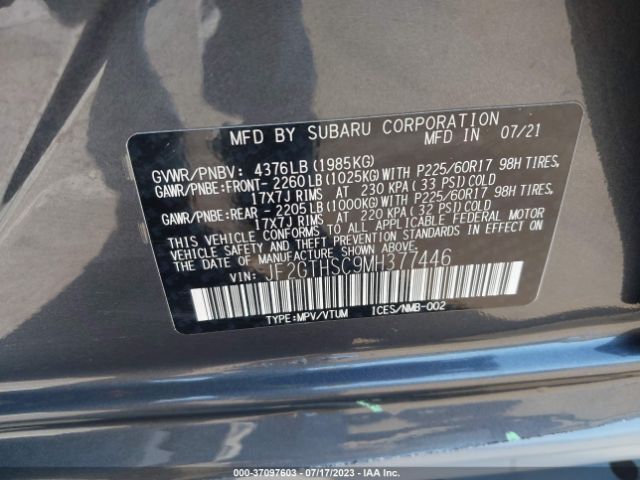 MFD BY SUBARU CORPORATION
MFD IN 07/21
GVWR/PNBV: 4376LB(1985KG)
GAWR/PNBE:FRONT-2260LB(1025KG)WITH P225/60R17 98H TIRES,
17X7J RIMS AT 230 KPA(33 PSI)COLD
GAWR/PNBE:REAR -2205LB(1000KG)WITH P225/60R17 98H TIRES,
17X7J RIMS AT 220 KPA(32 PSI)COLD
THIS VEHICLE CONFORMS TO ALL APPLICABLE FEDERAL MOTOR
VEHICLE SAFETY AND THEFT PREVENTION STANDARDS IN EFFECT
ON THE DATE OF MANUFACTURE SHOWN ABOVE.
VIN: JF2GTHSC9MH377446
TYPE:MPV/VTUM ICES/NMB-002
000-37097603 - 07/17/2023 - IAA Inc.